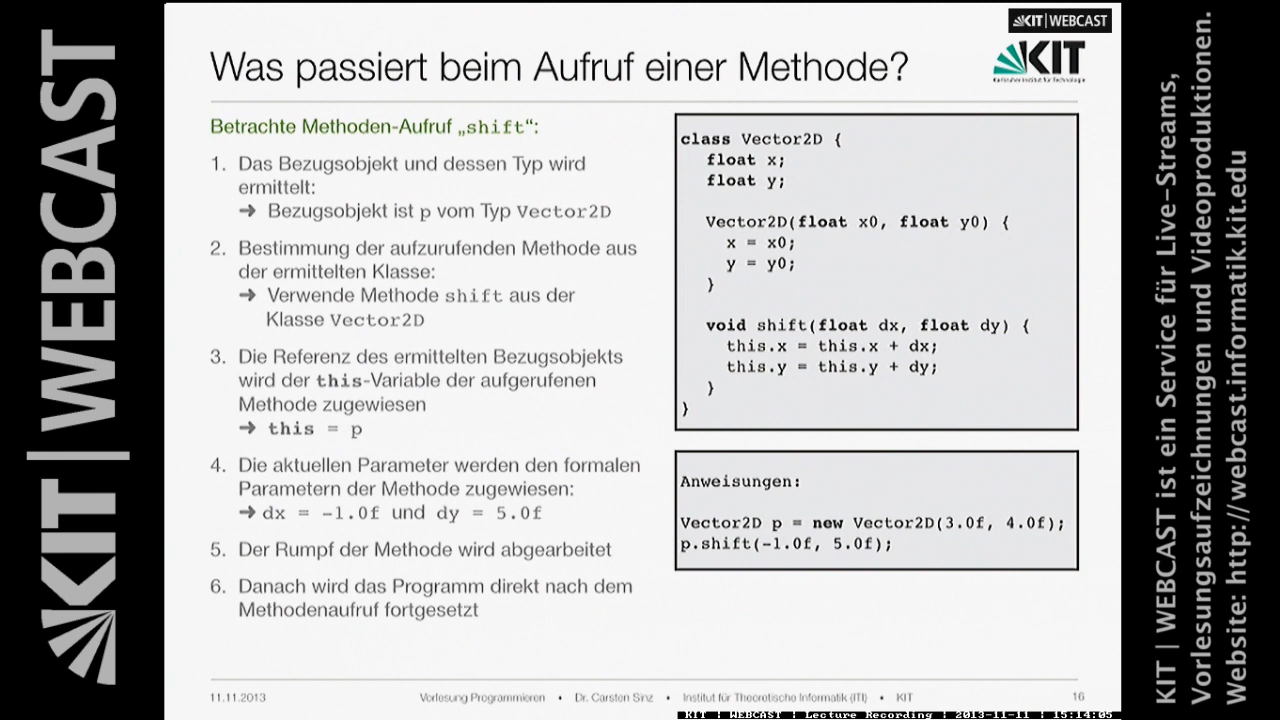 KIT | WEBCAST
KIT | WEBCAST
KIT
Karlsruher Institut für Technologie
Was passiert beim Aufruf einer Methode?
Betrachte Methoden-Aufruf „shift“:
1. Das Bezugsobjekt und dessen Typ wird
ermittelt:
➔ Bezugsobjekt ist p vom Typ Vector2D
2. Bestimmung der aufzurufenden Methode aus
der ermittelten Klasse:
➔ Verwende Methode shift aus der
Klasse Vector2D
3. Die Referenz des ermittelten Bezugsobjekts
wird der this-Variable der aufgerufenen
Methode zugewiesen
➔ this = p
4. Die aktuellen Parameter werden den formalen
Parametern der Methode zugewiesen:
➔ dx = -1.0f und dy = 5.0f
5. Der Rumpf der Methode wird abgearbeitet
6. Danach wird das Programm direkt nach dem
Methodenaufruf fortgesetzt
class Vector2D {
float x;
float y;
Vector2D(float x0, float y0) {
x = x0;
y = y0;
}
void shift(float dx, float dy) {
this.x = this.x + dx;
this.y = this.y + dy;
}
}
Anweisungen:
Vector2D p = new Vector2D(3.0f, 4.0f);
p.shift(-1.0f, 5.0f);
11.11.2013 Vorlesung Programmieren • Dr. Carsten Sinz • Institut für Theoretische Informatik (ITI) • KIT 16
KIT | WEBCAST | Lecture Recording | 2013-11-11 | 15:14:05
KIT | WEBCAST ist ein Service für Live-Streams,
Vorlesungsaufzeichnungen und Videoproduktionen.
Website: http://webcast.informatik.kit.edu